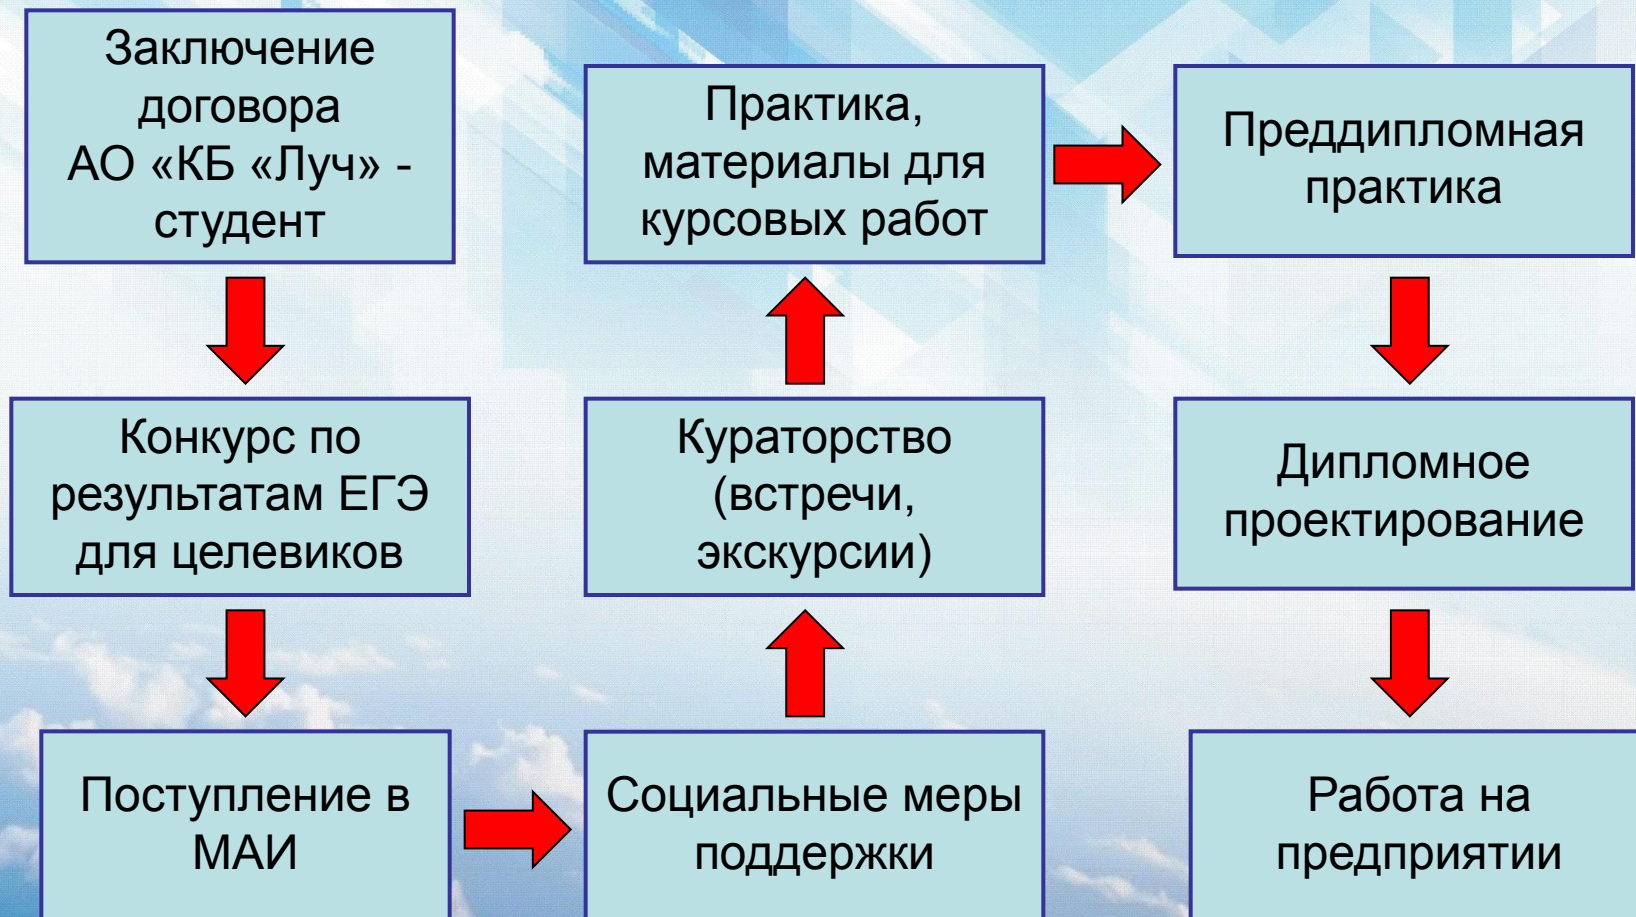 Заключение
договора
АО «КБ «Луч» -
студент
Конкурс по
результатам ЕГЭ
для целевиков
Поступление в
МАИ
Социальные меры
поддержки
Кураторство
(встречи,
экскурсии)
Практика,
материалы для
курсовых работ
Преддипломная
практика
Дипломное
проектирование
Работа на
предприятии